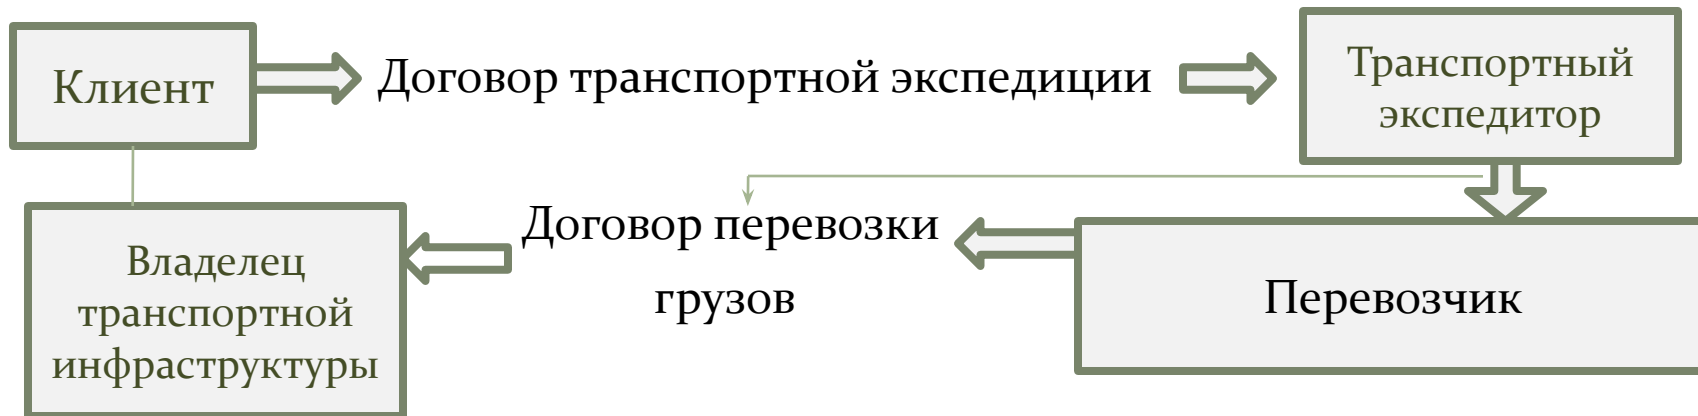 Клиент
Договор транспортной экспедиции
Транспортный
экспедитор
Владелец
транспортной
инфраструктуры
Договор перевозки
грузов
Перевозчик